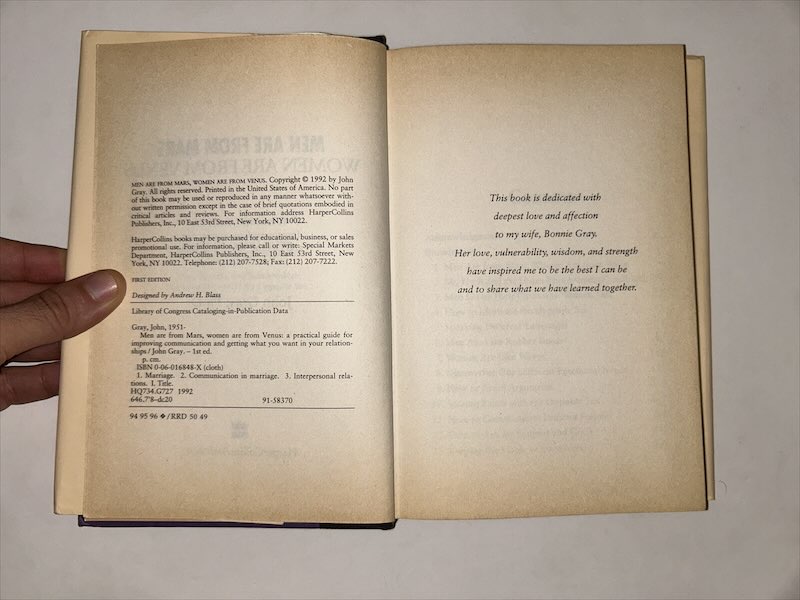 MEN ARE FROM MARS, WOMEN ARE FROM VENUS. Copyright © 1992 by John
Gray. All rights reserved. Printed in the United States of America. No part
of this book may be used or reproduced in any manner whatsoever with-
out written permission except in the case of brief quotations embodied in
critical articles and reviews. For information address HarperCollins
Publishers, Inc., 10 East 53rd Street, New York, NY 10022.
HarperCollins books may be purchased for educational, business, or sales
promotional use. For information, please call or write: Special Markets
Department, HarperCollins Publishers, Inc., 10 East 53rd Street, New
York, NY 10022. Telephone: (212) 207-7528; Fax: (212) 207-7222.
FIRST EDITION
Designed by Andrew H. Blass
Library of Congress Cataloging-in-Publication Data
Gray, John, 1951-
Men are from Mars, women are from Venus: a practical guide for
improving communication and getting what you want in your relation-
ships / John Gray. – 1st ed.
p. cm.
ISBN 0-06-016848-X (cloth)
1. Marriage. 2. Communication in marriage. 3. Interpersonal rela-
tions. I. Title.
HQ734.G727 1992
646.7'8–dc20 91-58370
94 95 96 ❖/RRD 50 49
This book is dedicated with
deepest love and affection
to my wife, Bonnie Gray.
Her love, vulnerability, wisdom, and strength
have inspired me to be the best I can be
and to share what we have learned together.